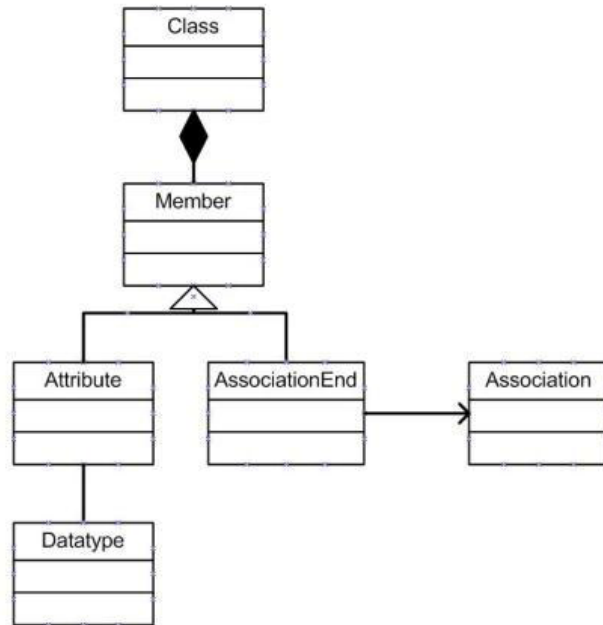 Class
Member
Attribute
AssociationEnd
Association
Datatype